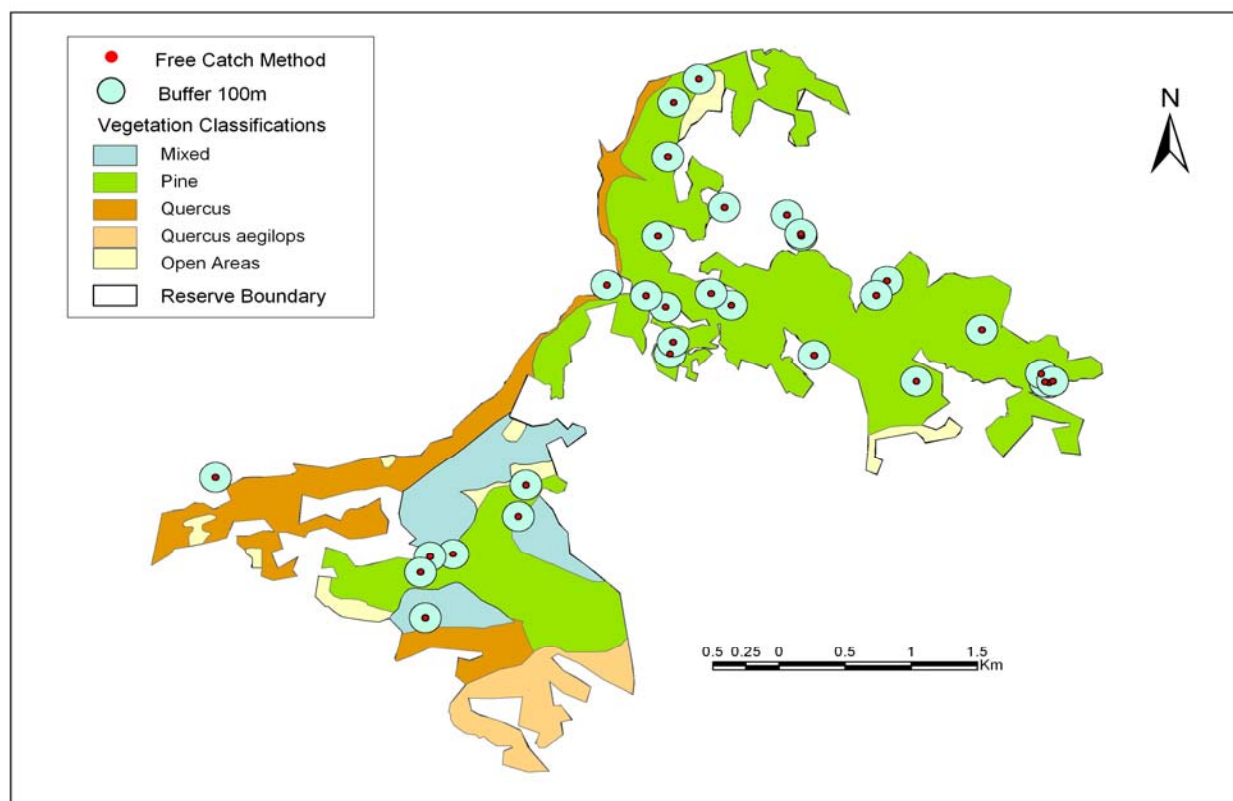 Free Catch Method
Buffer 100m
Vegetation Classifications
Mixed
Pine
Quercus
Quercus aegilops
Open Areas
Reserve Boundary
N
0.5 0.25 0 0.5 1 1.5
Km